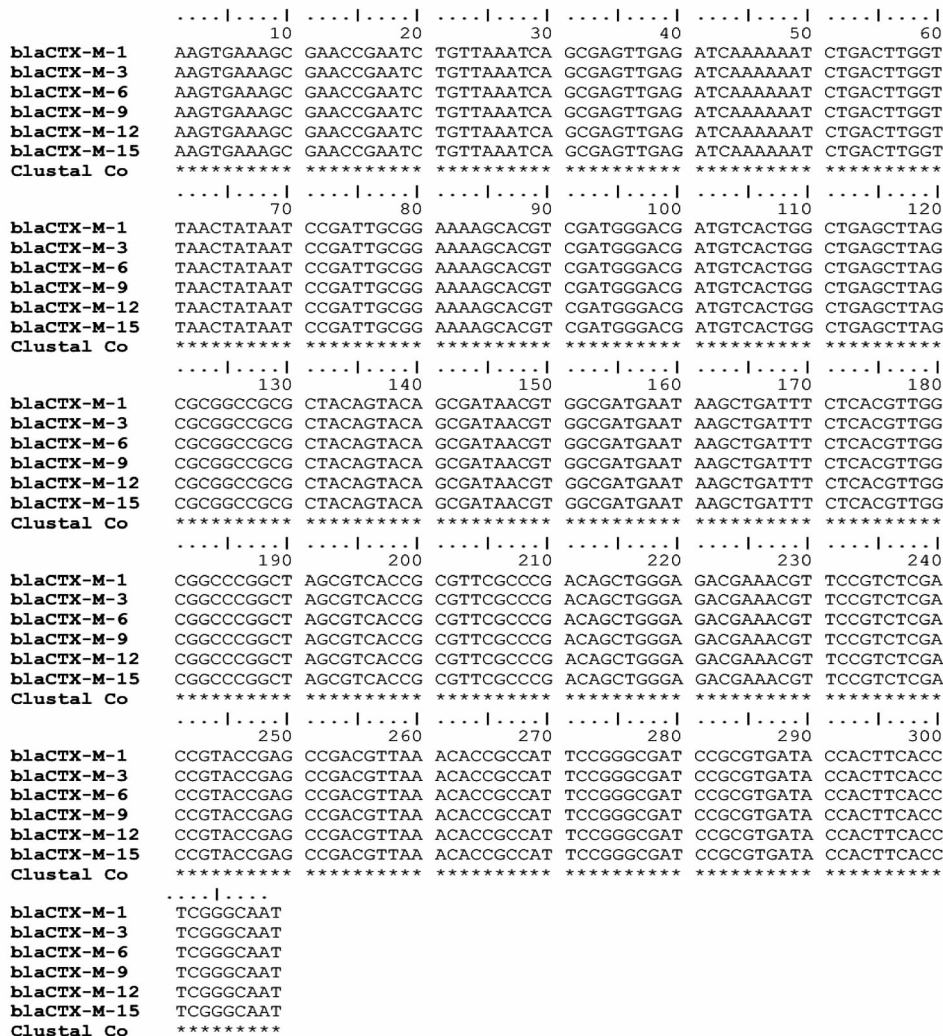 ....|....| ....|....| ....|....| ....|....| ....|....| ....|....|
10 20 30 40 50 60
blaCTX-M-1 AAGTGAAAGC GAACCGAATC TGTTAAATCA GCGAGTTGAG ATCAAAAAAT CTGACTTGGT
blaCTX-M-3 AAGTGAAAGC GAACCGAATC TGTTAAATCA GCGAGTTGAG ATCAAAAAAT CTGACTTGGT
blaCTX-M-6 AAGTGAAAGC GAACCGAATC TGTTAAATCA GCGAGTTGAG ATCAAAAAAT CTGACTTGGT
blaCTX-M-9 AAGTGAAAGC GAACCGAATC TGTTAAATCA GCGAGTTGAG ATCAAAAAAT CTGACTTGGT
blaCTX-M-12 AAGTGAAAGC GAACCGAATC TGTTAAATCA GCGAGTTGAG ATCAAAAAAT CTGACTTGGT
blaCTX-M-15 AAGTGAAAGC GAACCGAATC TGTTAAATCA GCGAGTTGAG ATCAAAAAAT CTGACTTGGT
Clustal Co ********** ********** ********** ********** ********** **********
....|....| ....|....| ....|....| ....|....| ....|....| ....|....|
70 80 90 100 110 120
blaCTX-M-1 TAACTATAAT CCGATTGCGG AAAAGCACGT CGATGGGACG ATGTCACTGG CTGAGCTTAG
blaCTX-M-3 TAACTATAAT CCGATTGCGG AAAAGCACGT CGATGGGACG ATGTCACTGG CTGAGCTTAG
blaCTX-M-6 TAACTATAAT CCGATTGCGG AAAAGCACGT CGATGGGACG ATGTCACTGG CTGAGCTTAG
blaCTX-M-9 TAACTATAAT CCGATTGCGG AAAAGCACGT CGATGGGACG ATGTCACTGG CTGAGCTTAG
blaCTX-M-12 TAACTATAAT CCGATTGCGG AAAAGCACGT CGATGGGACG ATGTCACTGG CTGAGCTTAG
blaCTX-M-15 TAACTATAAT CCGATTGCGG AAAAGCACGT CGATGGGACG ATGTCACTGG CTGAGCTTAG
Clustal Co ********** ********** ********** ********** ********** **********
....|....| ....|....| ....|....| ....|....| ....|....| ....|....|
130 140 150 160 170 180
blaCTX-M-1 CGCGGCCGCG CTACAGTACA GCGATAACGT GGCGATGAAT AAGCTGATTT CTCACGTTGG
blaCTX-M-3 CGCGGCCGCG CTACAGTACA GCGATAACGT GGCGATGAAT AAGCTGATTT CTCACGTTGG
blaCTX-M-6 CGCGGCCGCG CTACAGTACA GCGATAACGT GGCGATGAAT AAGCTGATTT CTCACGTTGG
blaCTX-M-9 CGCGGCCGCG CTACAGTACA GCGATAACGT GGCGATGAAT AAGCTGATTT CTCACGTTGG
blaCTX-M-12 CGCGGCCGCG CTACAGTACA GCGATAACGT GGCGATGAAT AAGCTGATTT CTCACGTTGG
blaCTX-M-15 CGCGGCCGCG CTACAGTACA GCGATAACGT GGCGATGAAT AAGCTGATTT CTCACGTTGG
Clustal Co ********** ********** ********** ********** ********** **********
....|....| ....|....| ....|....| ....|....| ....|....| ....|....|
190 200 210 220 230 240
blaCTX-M-1 CGGCCCGGCT AGCGTCACCG CGTTCGCCCG ACAGCTGGGA GACGAAACGT TCCGTCTCGA
blaCTX-M-3 CGGCCCGGCT AGCGTCACCG CGTTCGCCCG ACAGCTGGGA GACGAAACGT TCCGTCTCGA
blaCTX-M-6 CGGCCCGGCT AGCGTCACCG CGTTCGCCCG ACAGCTGGGA GACGAAACGT TCCGTCTCGA
blaCTX-M-9 CGGCCCGGCT AGCGTCACCG CGTTCGCCCG ACAGCTGGGA GACGAAACGT TCCGTCTCGA
blaCTX-M-12 CGGCCCGGCT AGCGTCACCG CGTTCGCCCG ACAGCTGGGA GACGAAACGT TCCGTCTCGA
blaCTX-M-15 CGGCCCGGCT AGCGTCACCG CGTTCGCCCG ACAGCTGGGA GACGAAACGT TCCGTCTCGA
Clustal Co ********** ********** ********** ********** ********** **********
....|....| ....|....| ....|....| ....|....| ....|....| ....|....|
250 260 270 280 290 300
blaCTX-M-1 CCGTACCGAG CCGACGTTAA ACACCGCCAT TCCGGGCGAT CCGCGTGATA CCACTTCACC
blaCTX-M-3 CCGTACCGAG CCGACGTTAA ACACCGCCAT TCCGGGCGAT CCGCGTGATA CCACTTCACC
blaCTX-M-6 CCGTACCGAG CCGACGTTAA ACACCGCCAT TCCGGGCGAT CCGCGTGATA CCACTTCACC
blaCTX-M-9 CCGTACCGAG CCGACGTTAA ACACCGCCAT TCCGGGCGAT CCGCGTGATA CCACTTCACC
blaCTX-M-12 CCGTACCGAG CCGACGTTAA ACACCGCCAT TCCGGGCGAT CCGCGTGATA CCACTTCACC
blaCTX-M-15 CCGTACCGAG CCGACGTTAA ACACCGCCAT TCCGGGCGAT CCGCGTGATA CCACTTCACC
Clustal Co ********** ********** ********** ********** ********** **********
....|....
blaCTX-M-1 TCGGGCAAT
blaCTX-M-3 TCGGGCAAT
blaCTX-M-6 TCGGGCAAT
blaCTX-M-9 TCGGGCAAT
blaCTX-M-12 TCGGGCAAT
blaCTX-M-15 TCGGGCAAT
Clustal Co *********